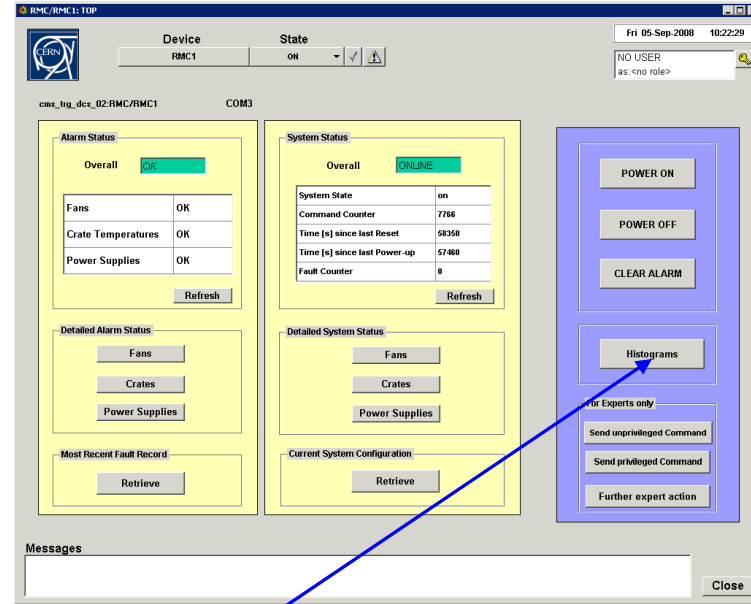 RMC/RMC1: TOP
Fri 05-Sep-2008 10:22:29
Device State
RMC1 ON
NO USER
as:<no role>
CERN
cms_trg_dcs_02:RMC/RMC1 COM3
Alarm Status
Overall OK
Fans OK
Crate Temperatures OK
Power Supplies OK
Refresh
Detailed Alarm Status
Fans
Crates
Power Supplies
Most Recent Fault Record
Retrieve
System Status
Overall ONLINE
System State on
Command Counter 7766
Time [s] since last Reset 58350
Time [s] since last Power-up 57460
Fault Counter 0
Refresh
Detailed System Status
Fans
Crates
Power Supplies
Current System Configuration
Retrieve
POWER ON
POWER OFF
CLEAR ALARM
Histograms
For Experts only
Send unprivileged Command
Send privileged Command
Further expert action
Messages
Close